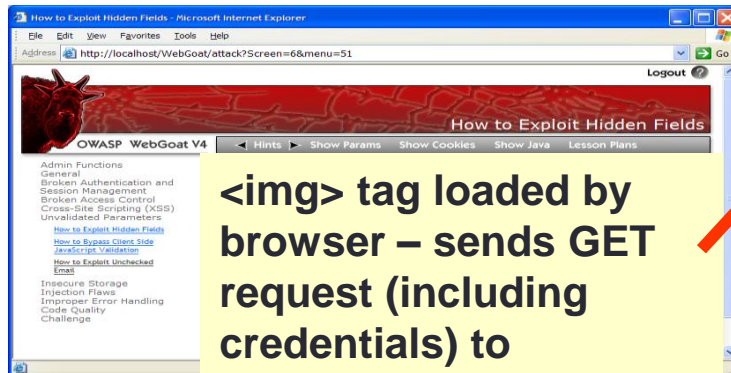 How to Exploit Hidden Fields - Microsoft Internet Explorer
File Edit View Favorites Tools Help
Address http://localhost/WebGoat/attack?Screen=6&menu=51 Go
Logout ?
How to Exploit Hidden Fields
OWASP WebGoat V4 Hints Show Params Show Cookies Show Java Lesson Plans
Admin Functions
General
Broken Authentication and
Session Management
Broken Access Control
Cross-Site Scripting (XSS)
Unvalidated Parameters
How to Exploit Hidden Fields
How to Bypass Client Side
JavaScript Validation
How to Exploit Unchecked
Email
Insecure Storage
Injection Flaws
Improper Error Handling
Code Quality
Challenge
<img> tag loaded by
browser – sends GET
request (including
credentials) to